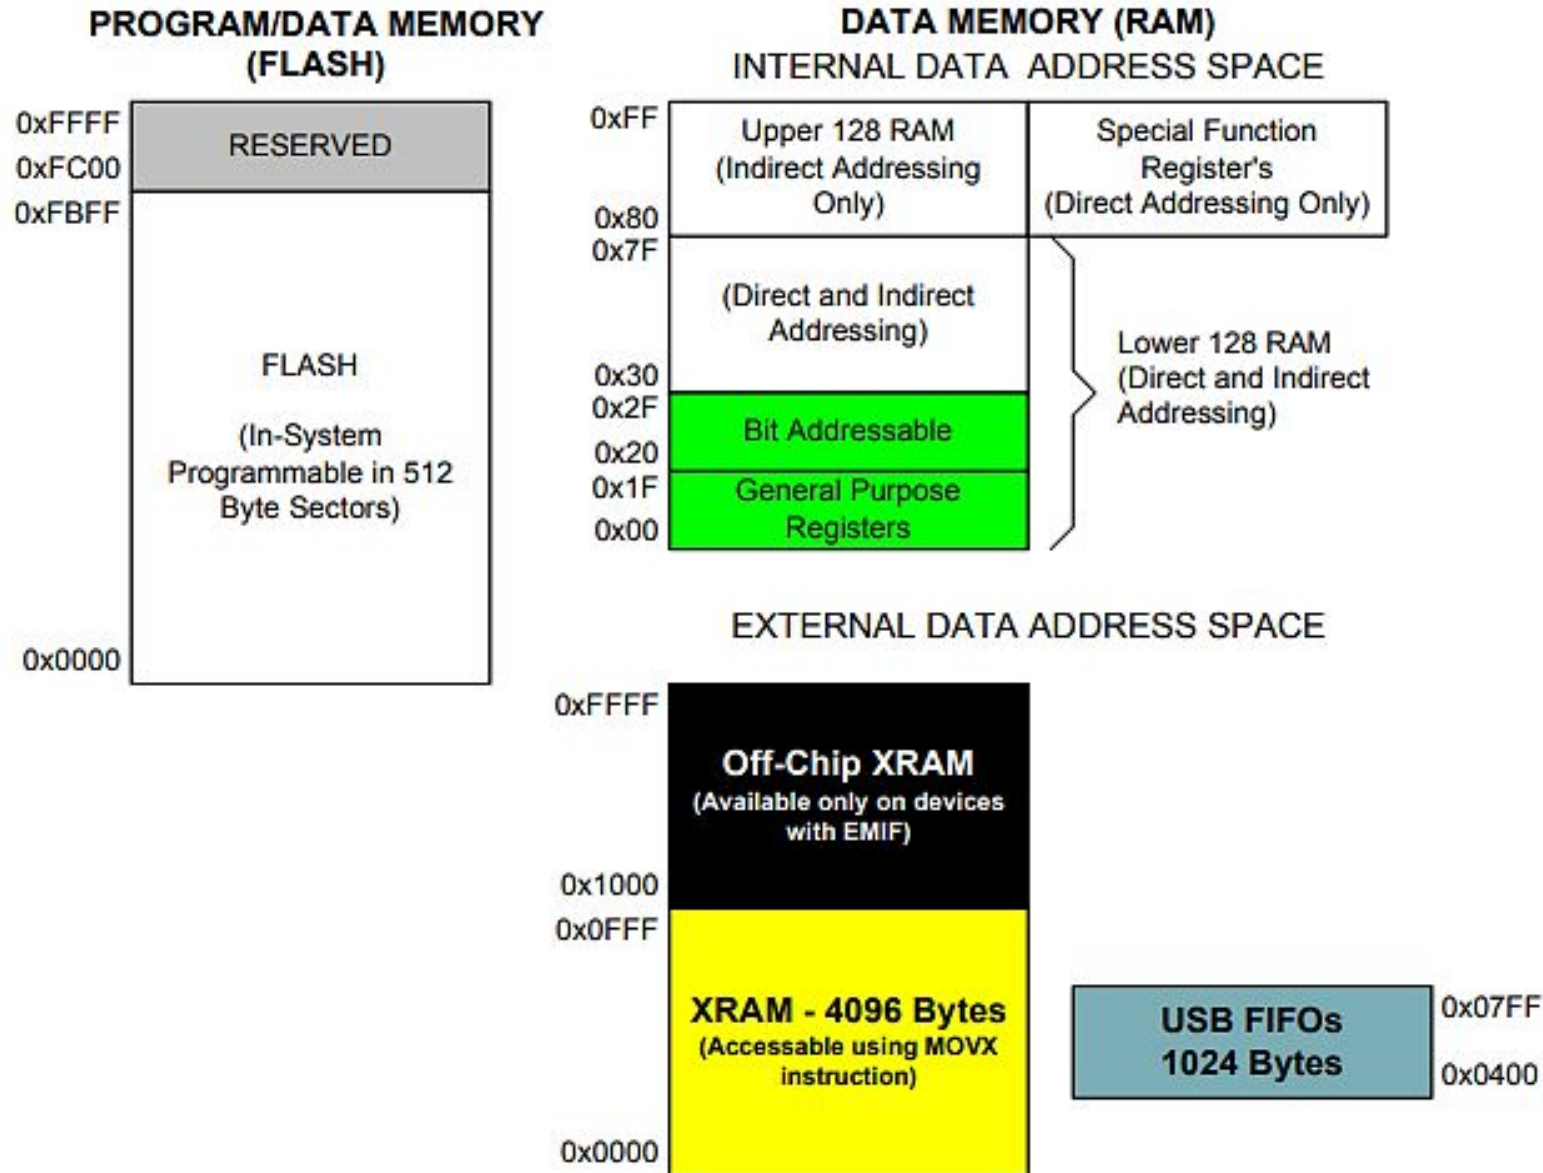 PROGRAM/DATA MEMORY
(FLASH)
0xFFFF
RESERVED
0xFC00
0xFBFF
FLASH
(In-System
Programmable in 512
Byte Sectors)
0x0000
DATA MEMORY (RAM)
INTERNAL DATA ADDRESS SPACE
0xFF
Upper 128 RAM
(Indirect Addressing
Only)
0x80
Special Function
Register's
(Direct Addressing Only)
0x7F
(Direct and Indirect
Addressing)
0x30
Lower 128 RAM
(Direct and Indirect
Addressing)
0x2F
Bit Addressable
0x20
0x1F
General Purpose
Registers
0x00
EXTERNAL DATA ADDRESS SPACE
0xFFFF
Off-Chip XRAM
(Available only on devices
with EMIF)
0x1000
0x0FFF
XRAM - 4096 Bytes
(Accessable using MOVX
instruction)
0x0000
USB FIFOs
1024 Bytes
0x07FF
0x0400